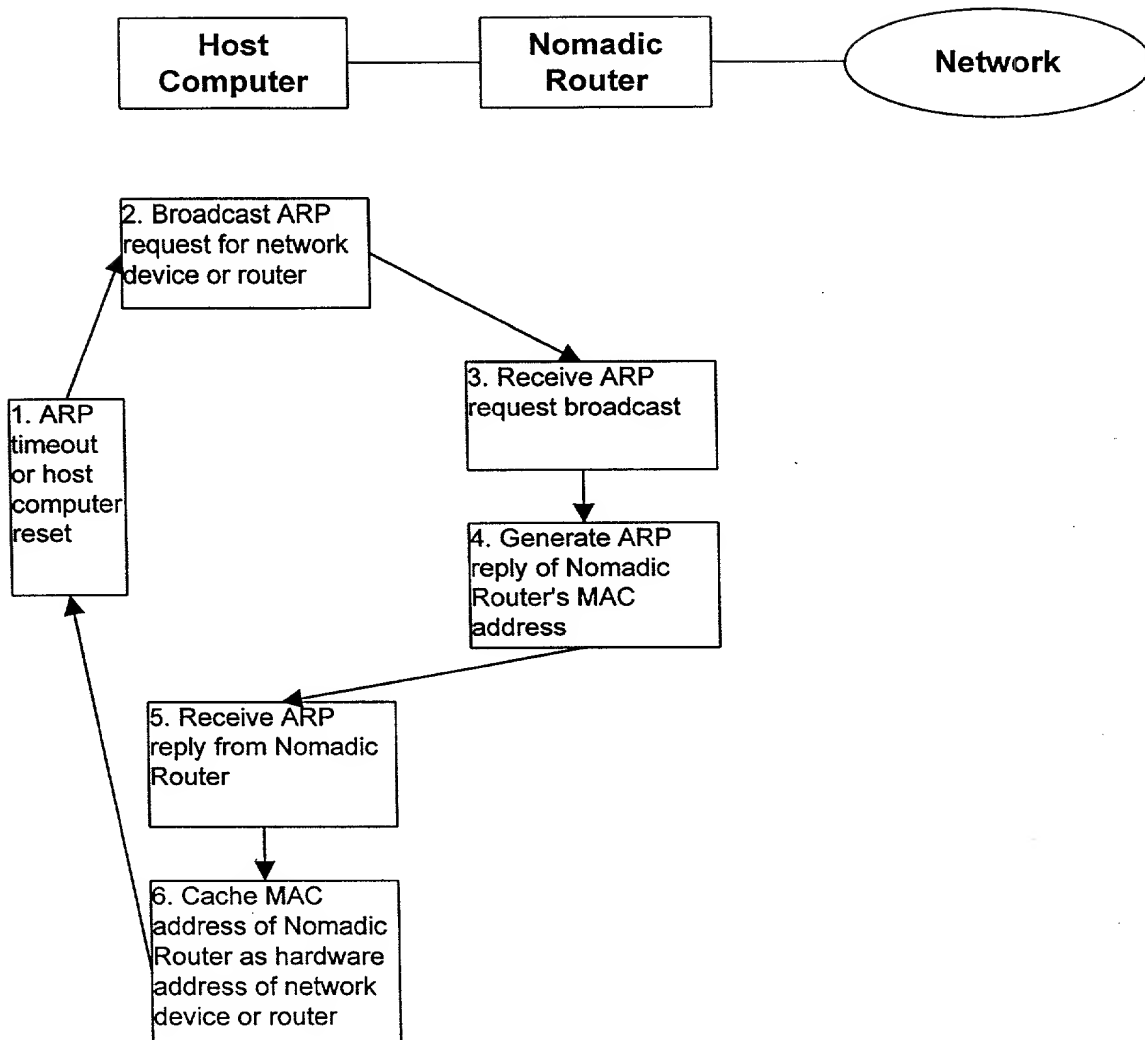 Host
Computer
Nomadic
Router
Network
2. Broadcast ARP
request for network
device or router
3. Receive ARP
request broadcast
1. ARP
timeout
or host
computer
reset
4. Generate ARP
reply of Nomadic
Router's MAC
address
5. Receive ARP
reply from Nomadic
Router
6. Cache MAC
address of Nomadic
Router as hardware
address of network
device or router